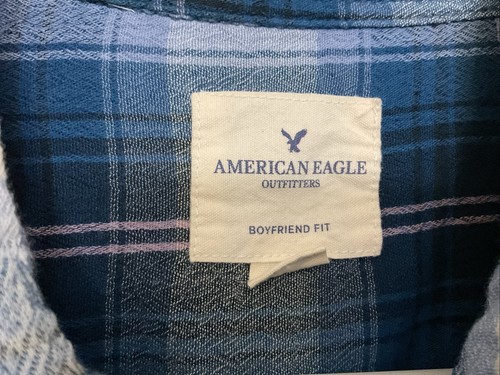 AMERICAN EAGLE
OUTFITTERS
BOYFRIEND FIT